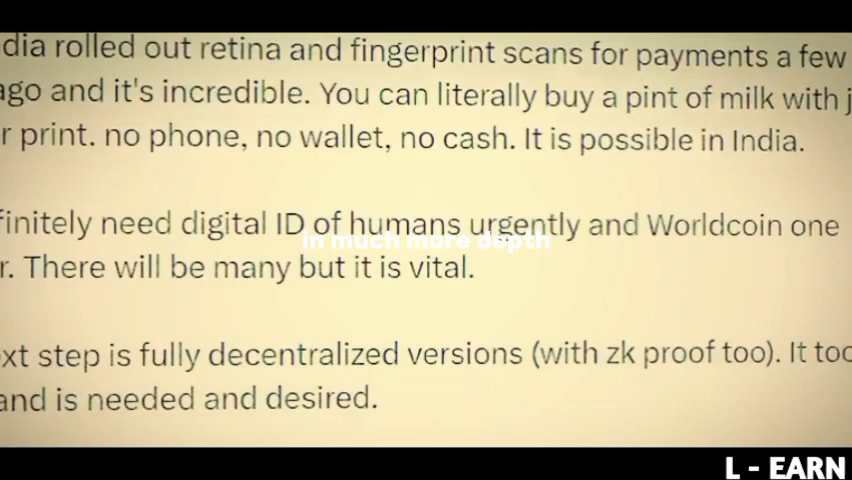 dia rolled out retina and fingerprint scans for payments a few
ago and it's incredible. You can literally buy a pint of milk with j
r print. no phone, no wallet, no cash. It is possible in India.
finitely need digital ID of humans urgently and Worldcoin one
in much more depth
r. There will be many but it is vital.
ext step is fully decentralized versions (with zk proof too). It too
and is needed and desired.
L - EARN